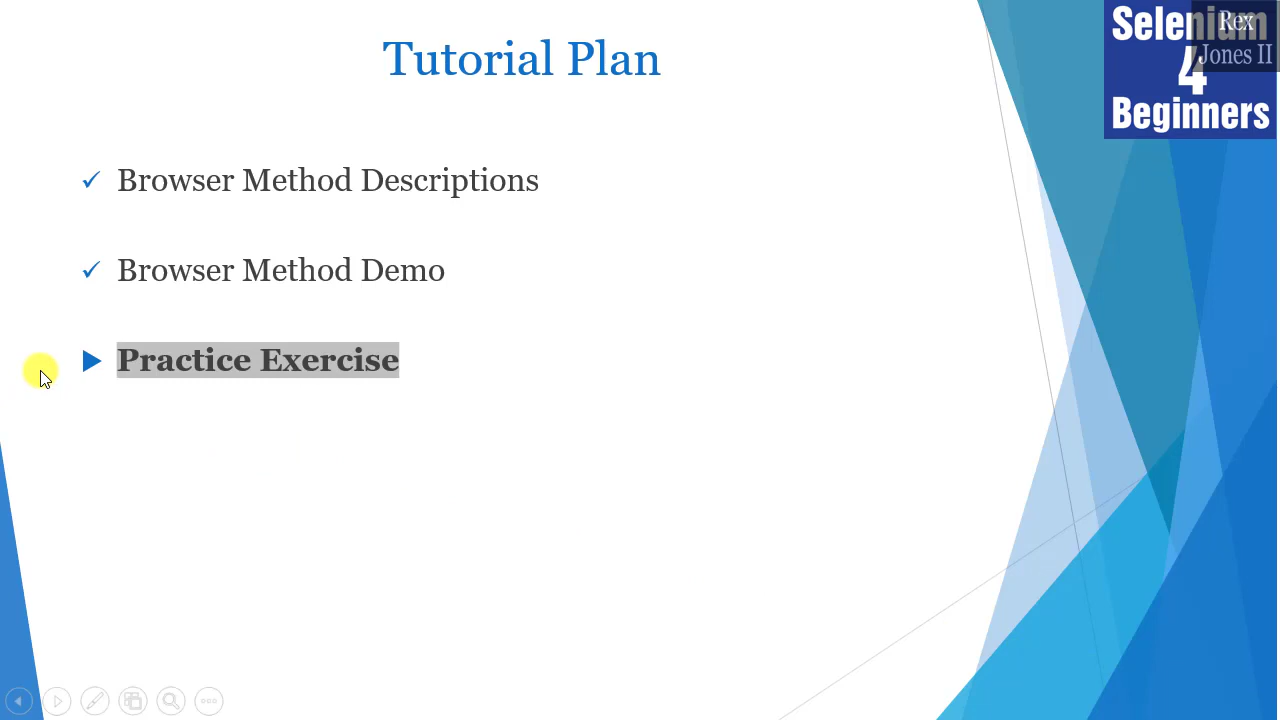 Tutorial Plan
Selenium
4
Beginners
Rex
Jones II
Browser Method Descriptions
Browser Method Demo
Practice Exercise